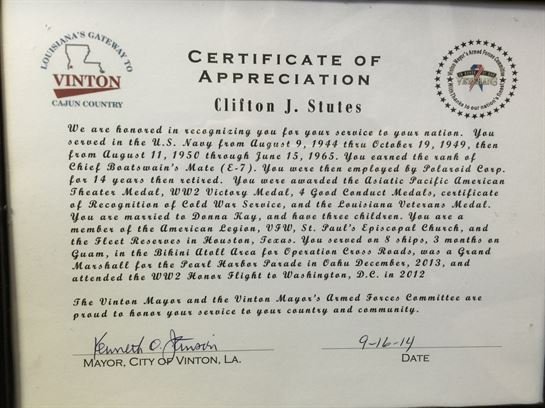 LOUISIANA'S GATEWAY TO
VINTON
CAJUN COUNTRY
CERTIFICATE OF
APPRECIATION
Clifton J. Stutes
We are honored in recognizing you for your service to your nation. You
served in the U.S. Navy from August 9, 1944 thru October 19, 1949, then
from August 11, 1950 through June 15, 1965. You earned the rank of
Chief Boatswain's Mate (E-7). You were then employed by Polaroid Corp.
for 14 years then retired. You were awarded the Asiatic Pacific American
Theater Medal, WW2 Victory Medal, 4 Good Conduct Medals, certificate
of Recognition of Cold War Service, and the Louisiana Veterans Medal.
You are married to Donna Kay, and have three children. You are a
member of the American Legion, VFW, St. Paul's Episcopal Church, and
the Fleet Reserves in Houston, Texas. You served on 8 ships, 3 months on
Guam, in the Bikini Atoll Area for Operation Cross Roads, was a Grand
Marshall for the Pearl Harbor Parade in Oahu December, 2013, and
attended the WW2 Honor Flight to Washington, D.C. in 2012
The Vinton Mayor and the Vinton Mayor's Armed Forces Committee are
proud to honor your service to your country and community.
Kenneth O. Stinson
9-16-14
MAYOR, CITY OF VINTON, LA.
DATE